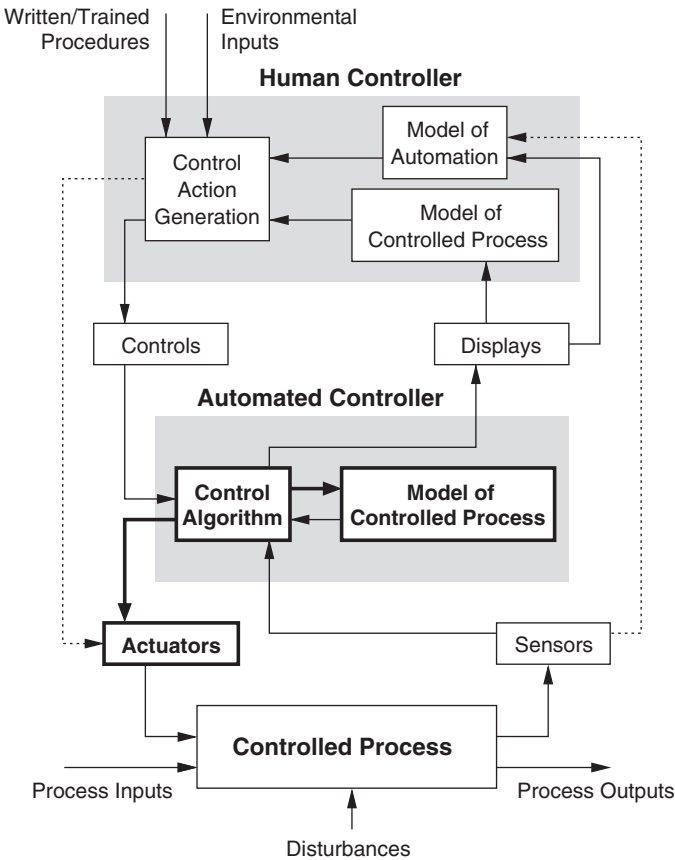 Written/Trained
Procedures
Environmental
Inputs
Human Controller
Control
Action
Generation
Model of
Automation
Model of
Controlled Process
Controls
Displays
Automated Controller
Control
Algorithm
Model of
Controlled Process
Actuators
Sensors
Controlled Process
Process Inputs
Process Outputs
Disturbances